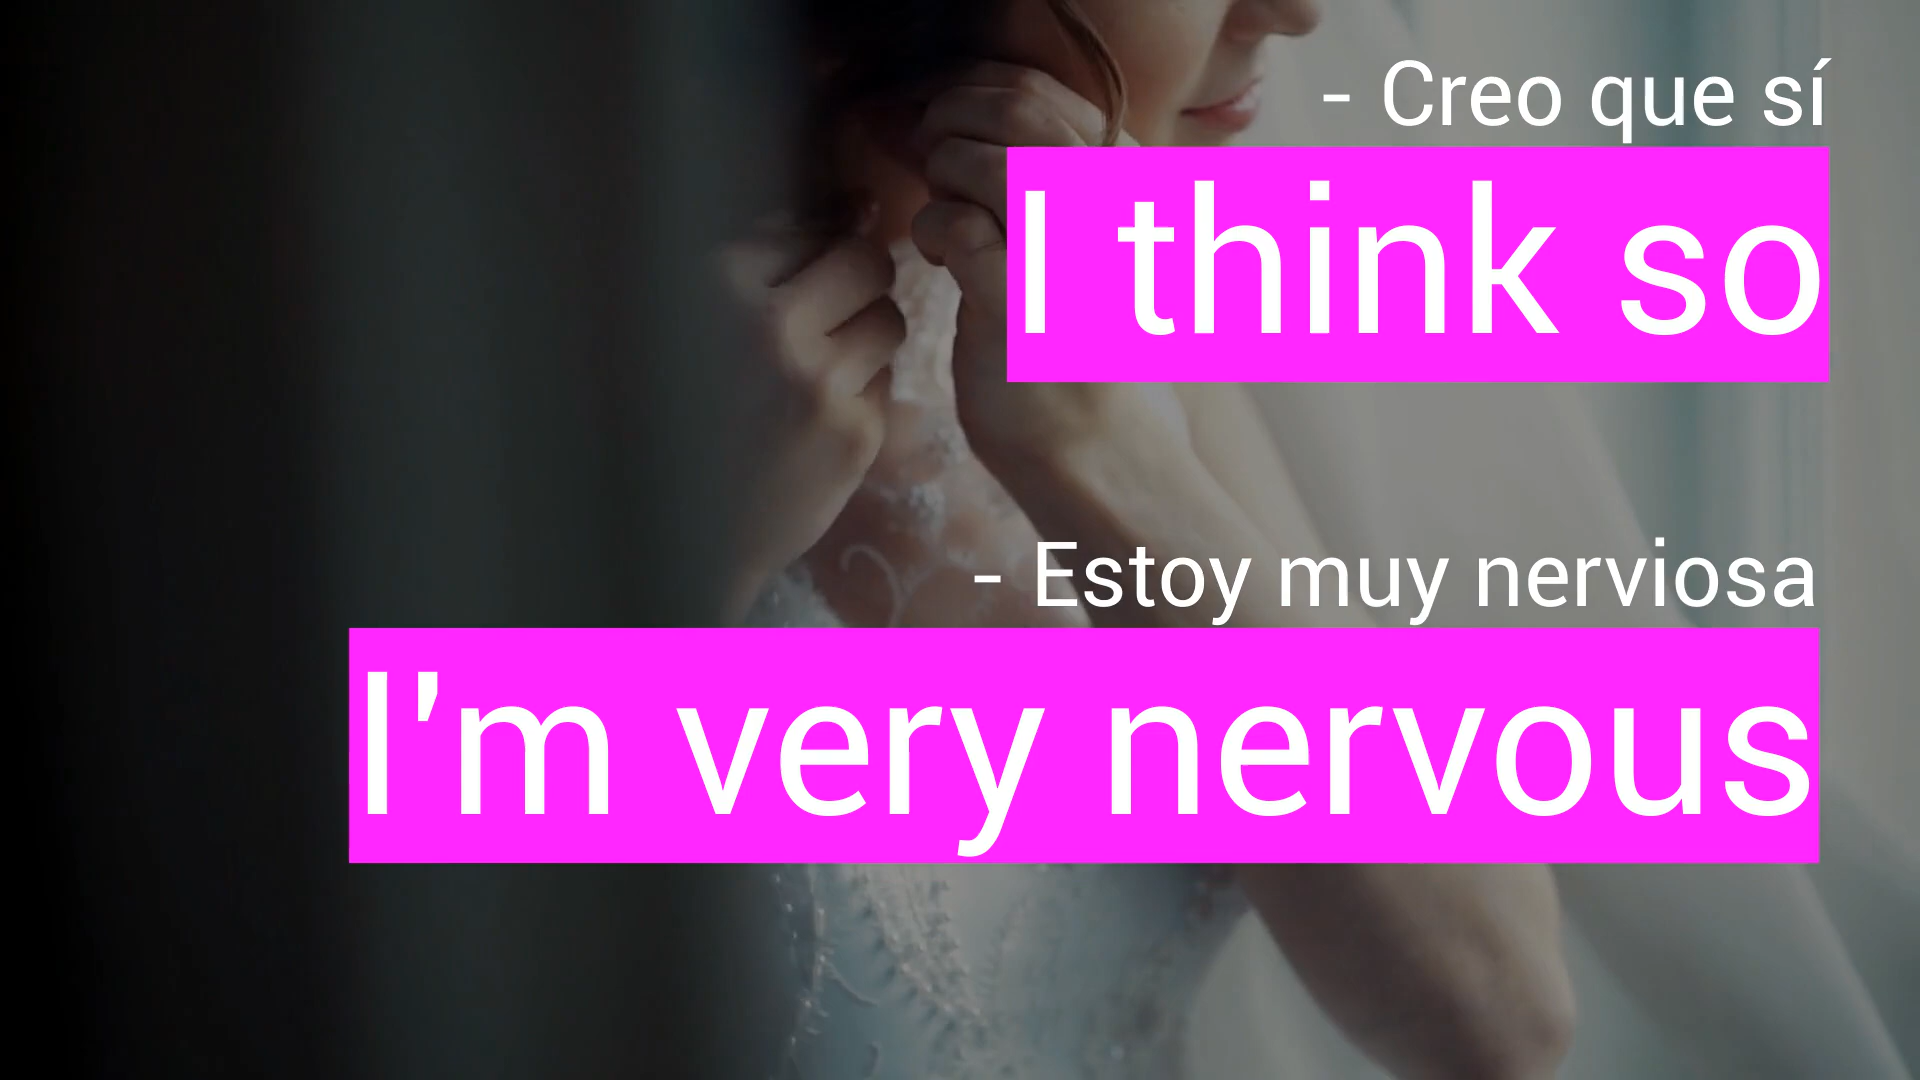 - Creo que sí
I think so
- Estoy muy nerviosa
I'm very nervous